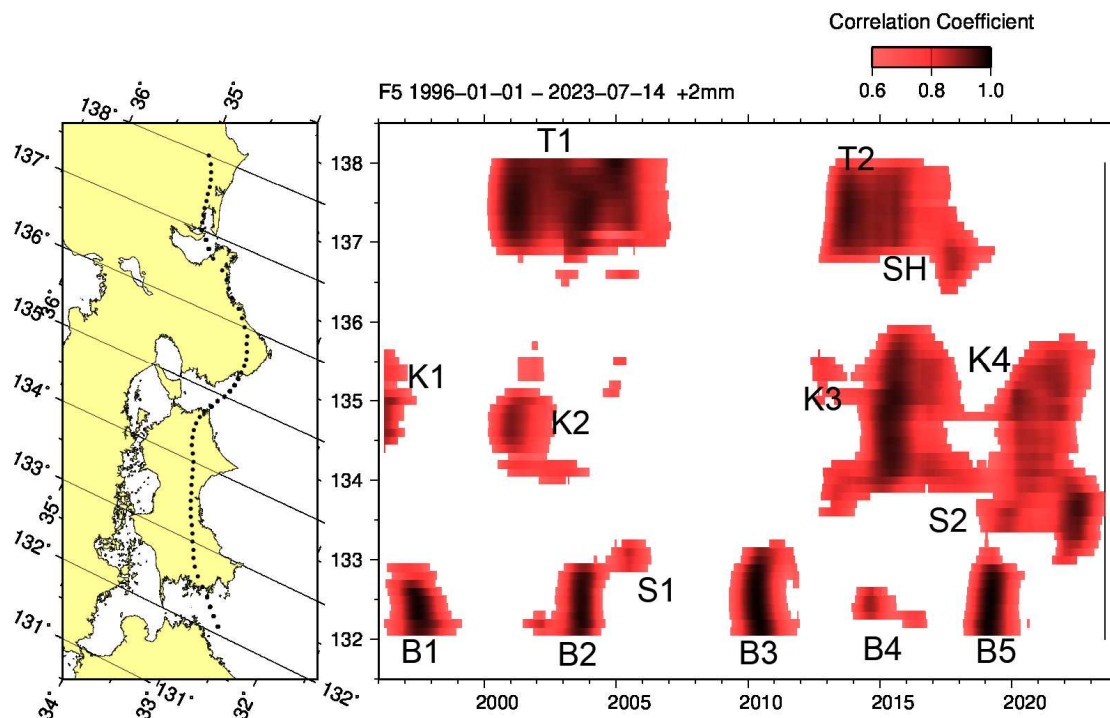 Correlation Coefficient
0.6 0.8 1.0
F5 1996-01-01 - 2023-07-14 +2mm
36° 35°
138°
137°
136°
36°
135°
134°
133°
35°
132°
131°
34° 33° 131° 32° 132°
138
137
136
135
134
133
132
T1
T2
SH
K1
K2
K3
K4
S2
S1
B1
B2
B3
B4
B5
2000 2005 2010 2015 2020